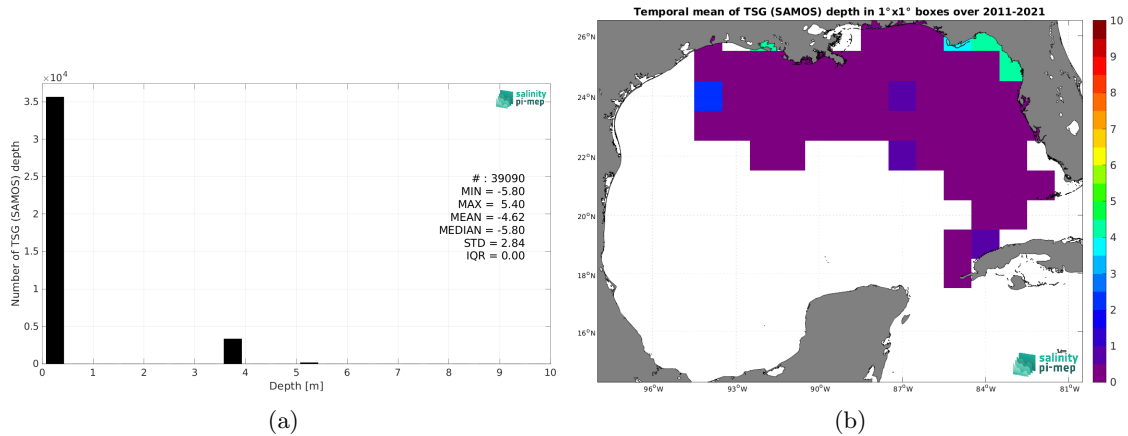 ×10⁴
3.5
3
2.5
2
1.5
1
0.5
0
Number of TSG (SAMOS) depth
salinity
pi-mep
# : 39090
MIN = -5.80
MAX = 5.40
MEAN = -4.62
MEDIAN = -5.80
STD = 2.84
IQR = 0.00
0 1 2 3 4 5 6 7 8 9 10
Depth [m]
(a)
Temporal mean of TSG (SAMOS) depth in 1°x1° boxes over 2011-2021
26°N
24°N
22°N
20°N
18°N
16°N
96°W 93°W 90°W 87°W 84°W 81°W
salinity
pi-mep
10
9
8
7
6
5
4
3
2
1
0
(b)